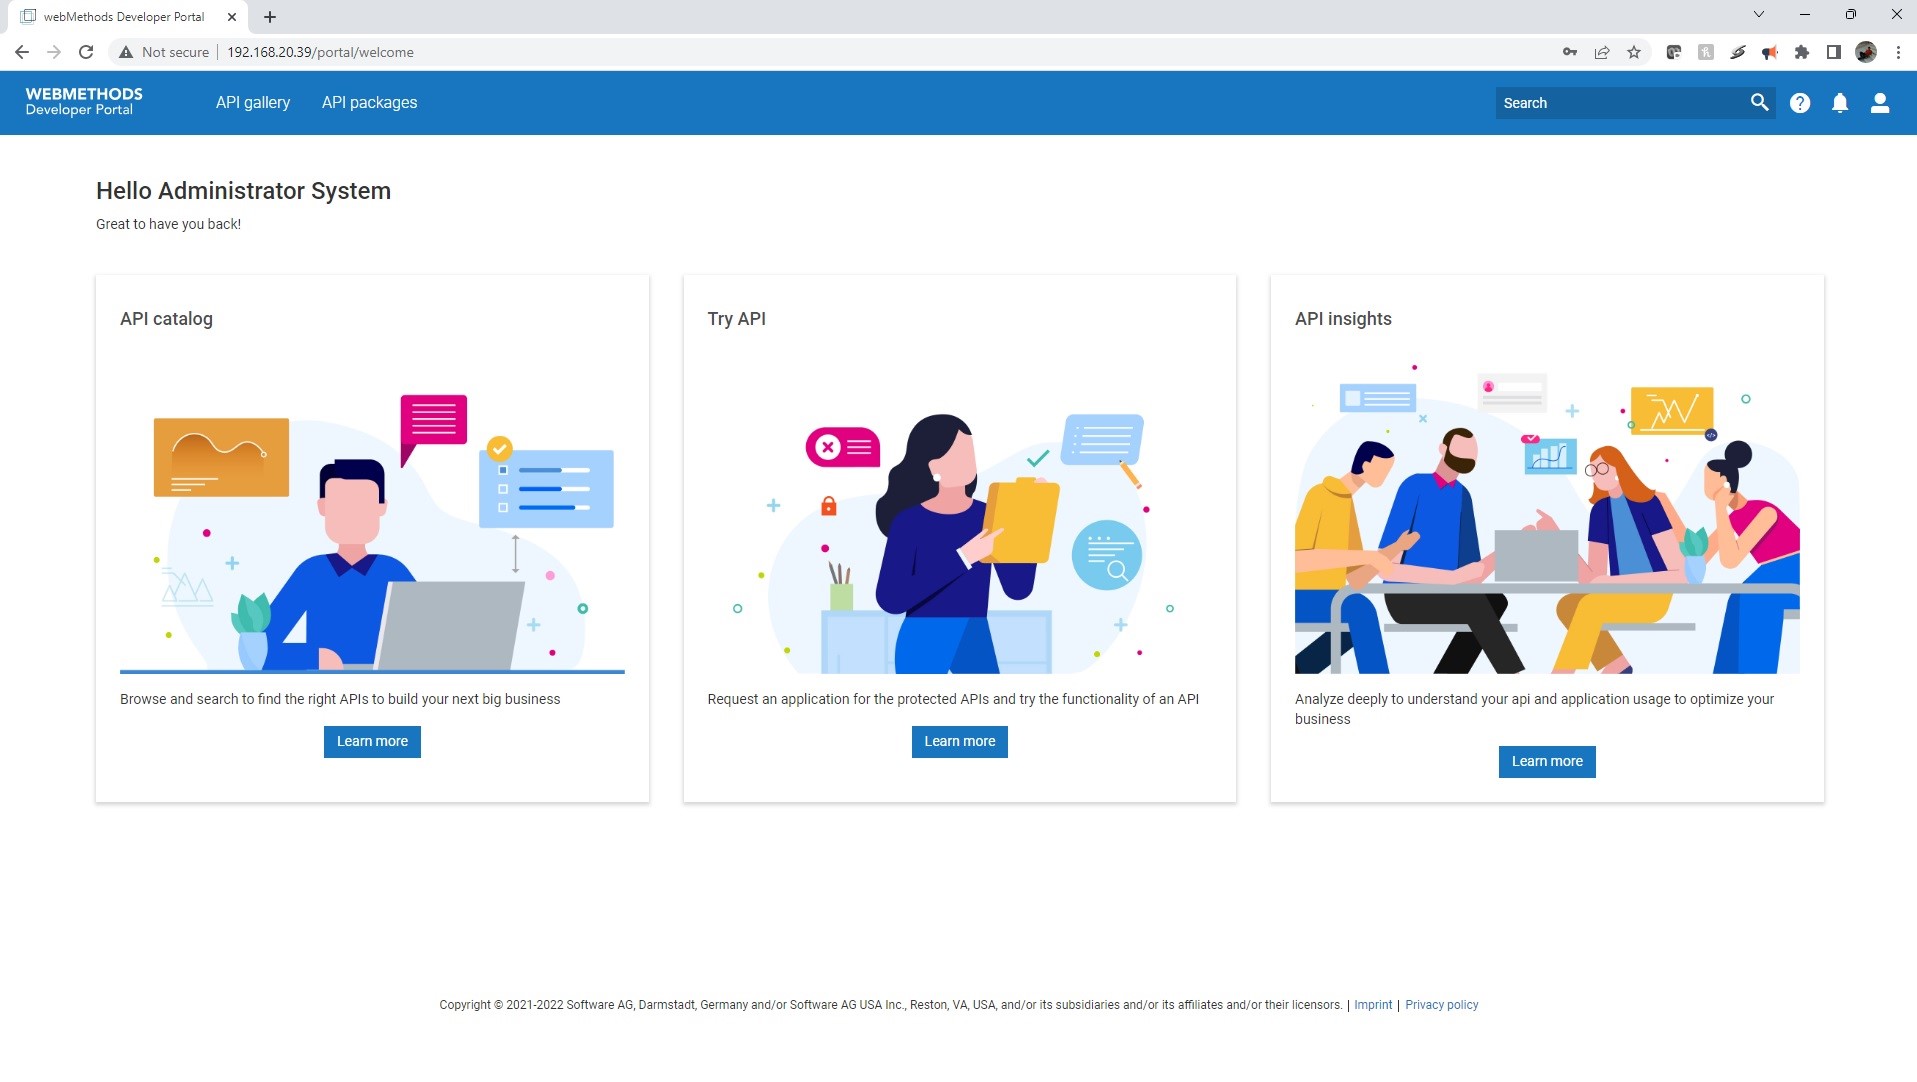 webMethods Developer Portal
Not secure
192.168.20.39/portal/welcome
WEBMETHODS
Developer Portal
API gallery
API packages
Search
Hello Administrator System
Great to have you back!
API catalog
Browse and search to find the right APIs to build your next big business
Learn more
Try API
Request an application for the protected APIs and try the functionality of an API
Learn more
API insights
Analyze deeply to understand your api and application usage to optimize your
business
Learn more
Copyright © 2021-2022 Software AG, Darmstadt, Germany and/or Software AG USA Inc., Reston, VA, USA, and/or its subsidiaries and/or its affiliates and/or their licensors. | Imprint | Privacy policy